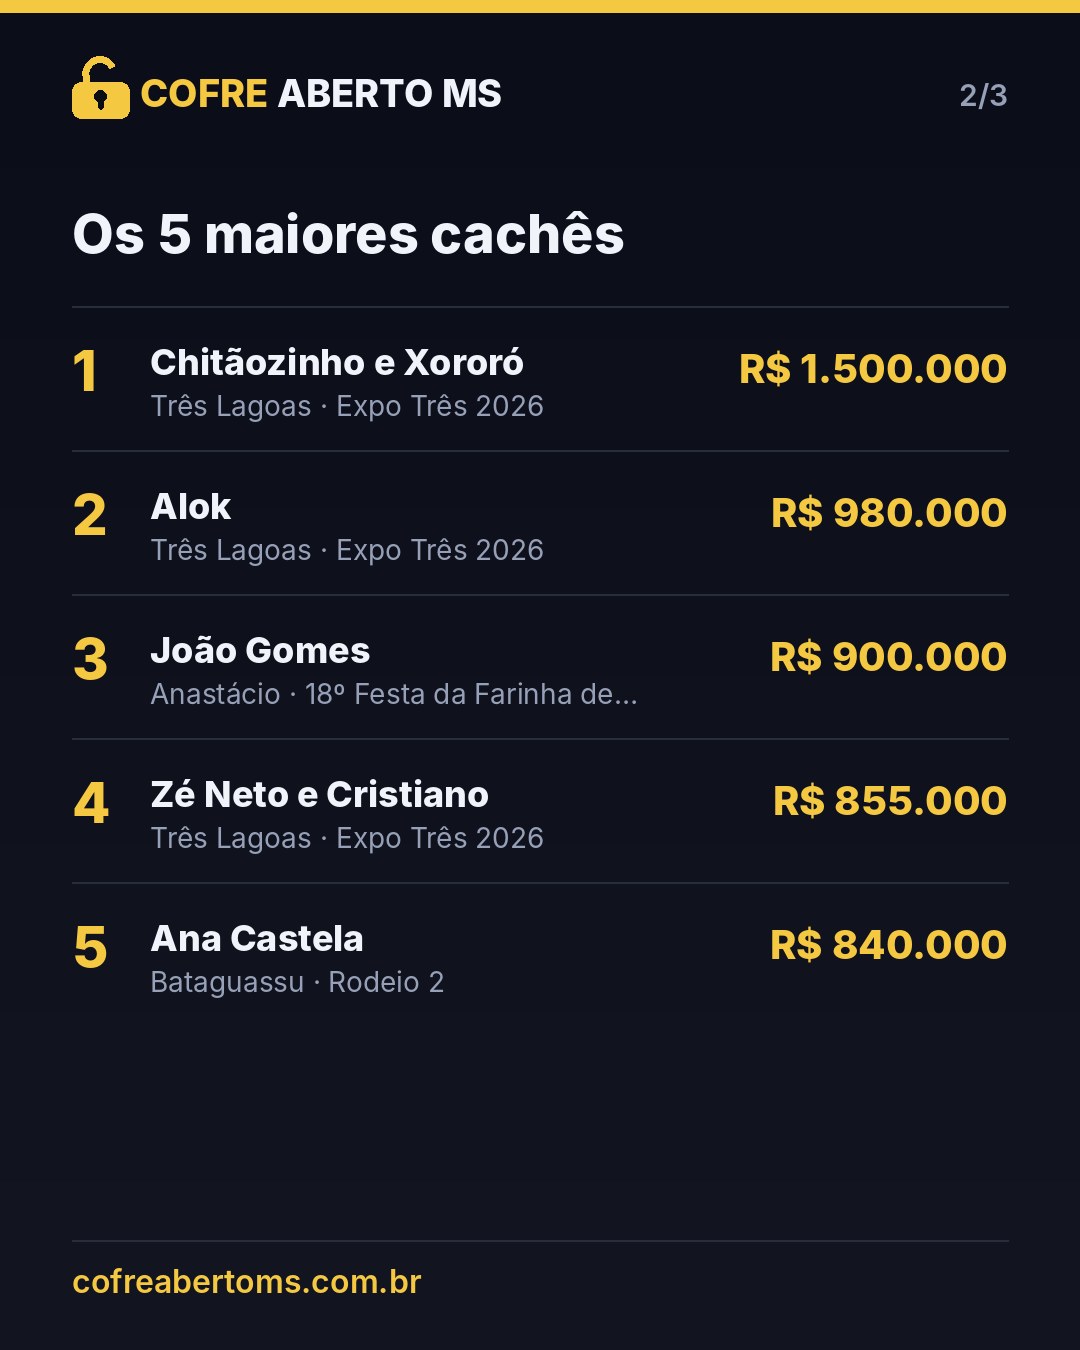 COFRE ABERTO MS
2/3
Os 5 maiores cachês
1 Chitãozinho e Xororó R$ 1.500.000
Três Lagoas · Expo Três 2026
2 Alok R$ 980.000
Três Lagoas · Expo Três 2026
3 João Gomes R$ 900.000
Anastácio · 18º Festa da Farinha de...
4 Zé Neto e Cristiano R$ 855.000
Três Lagoas · Expo Três 2026
5 Ana Castela R$ 840.000
Bataguassu · Rodeio 2
cofreabertoms.com.br